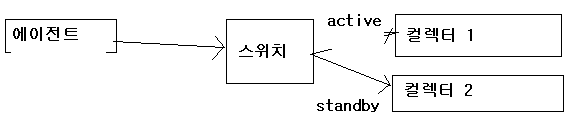 에이전트
스위치
active
컬렉터 1
standby
컬렉터 2